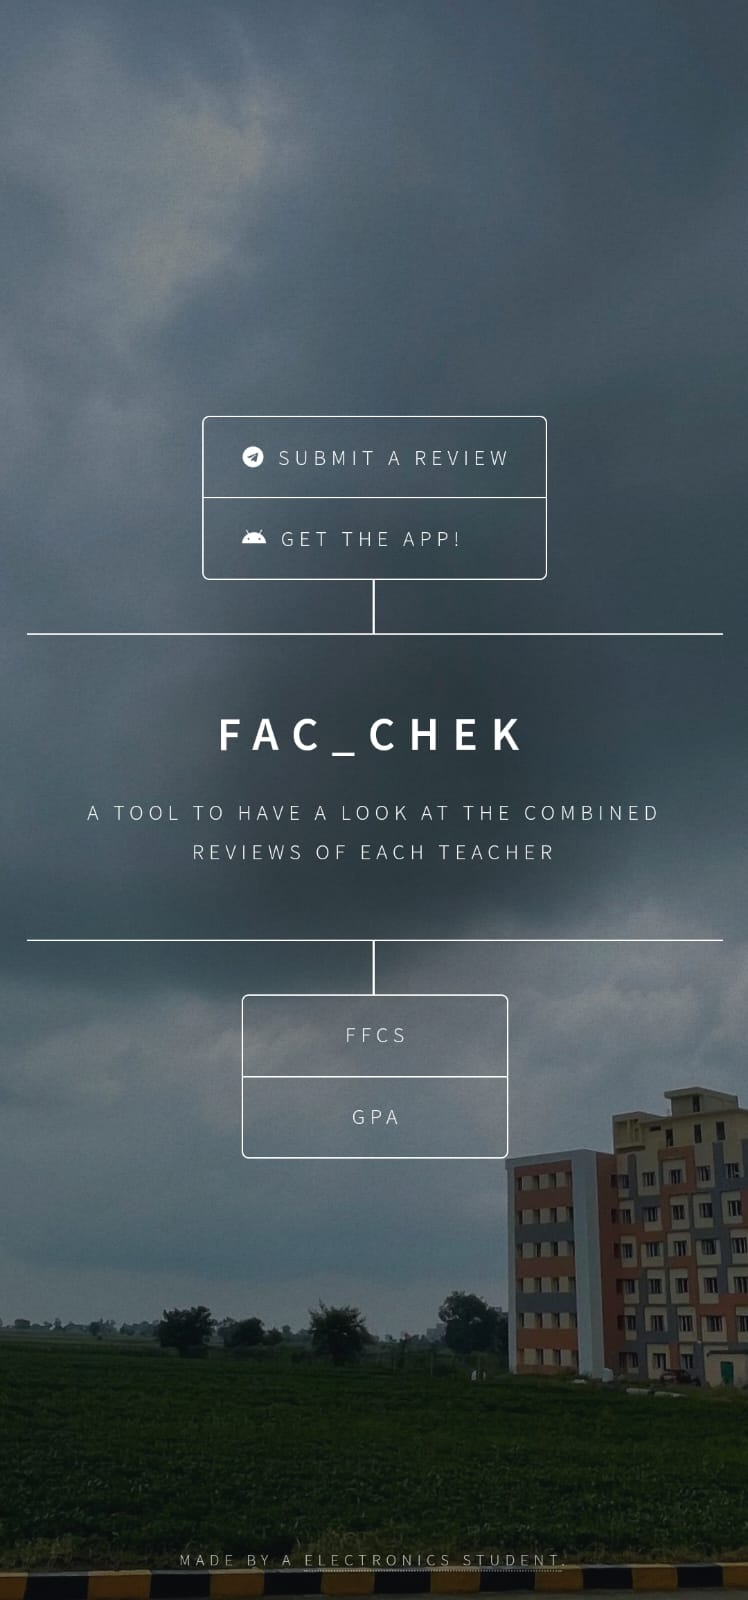 SUBMIT A REVIEW
GET THE APP!
FAC_CHEK
A TOOL TO HAVE A LOOK AT THE COMBINED
REVIEWS OF EACH TEACHER
FFCS
GPA
MADE BY A ELECTRONICS STUDENT.